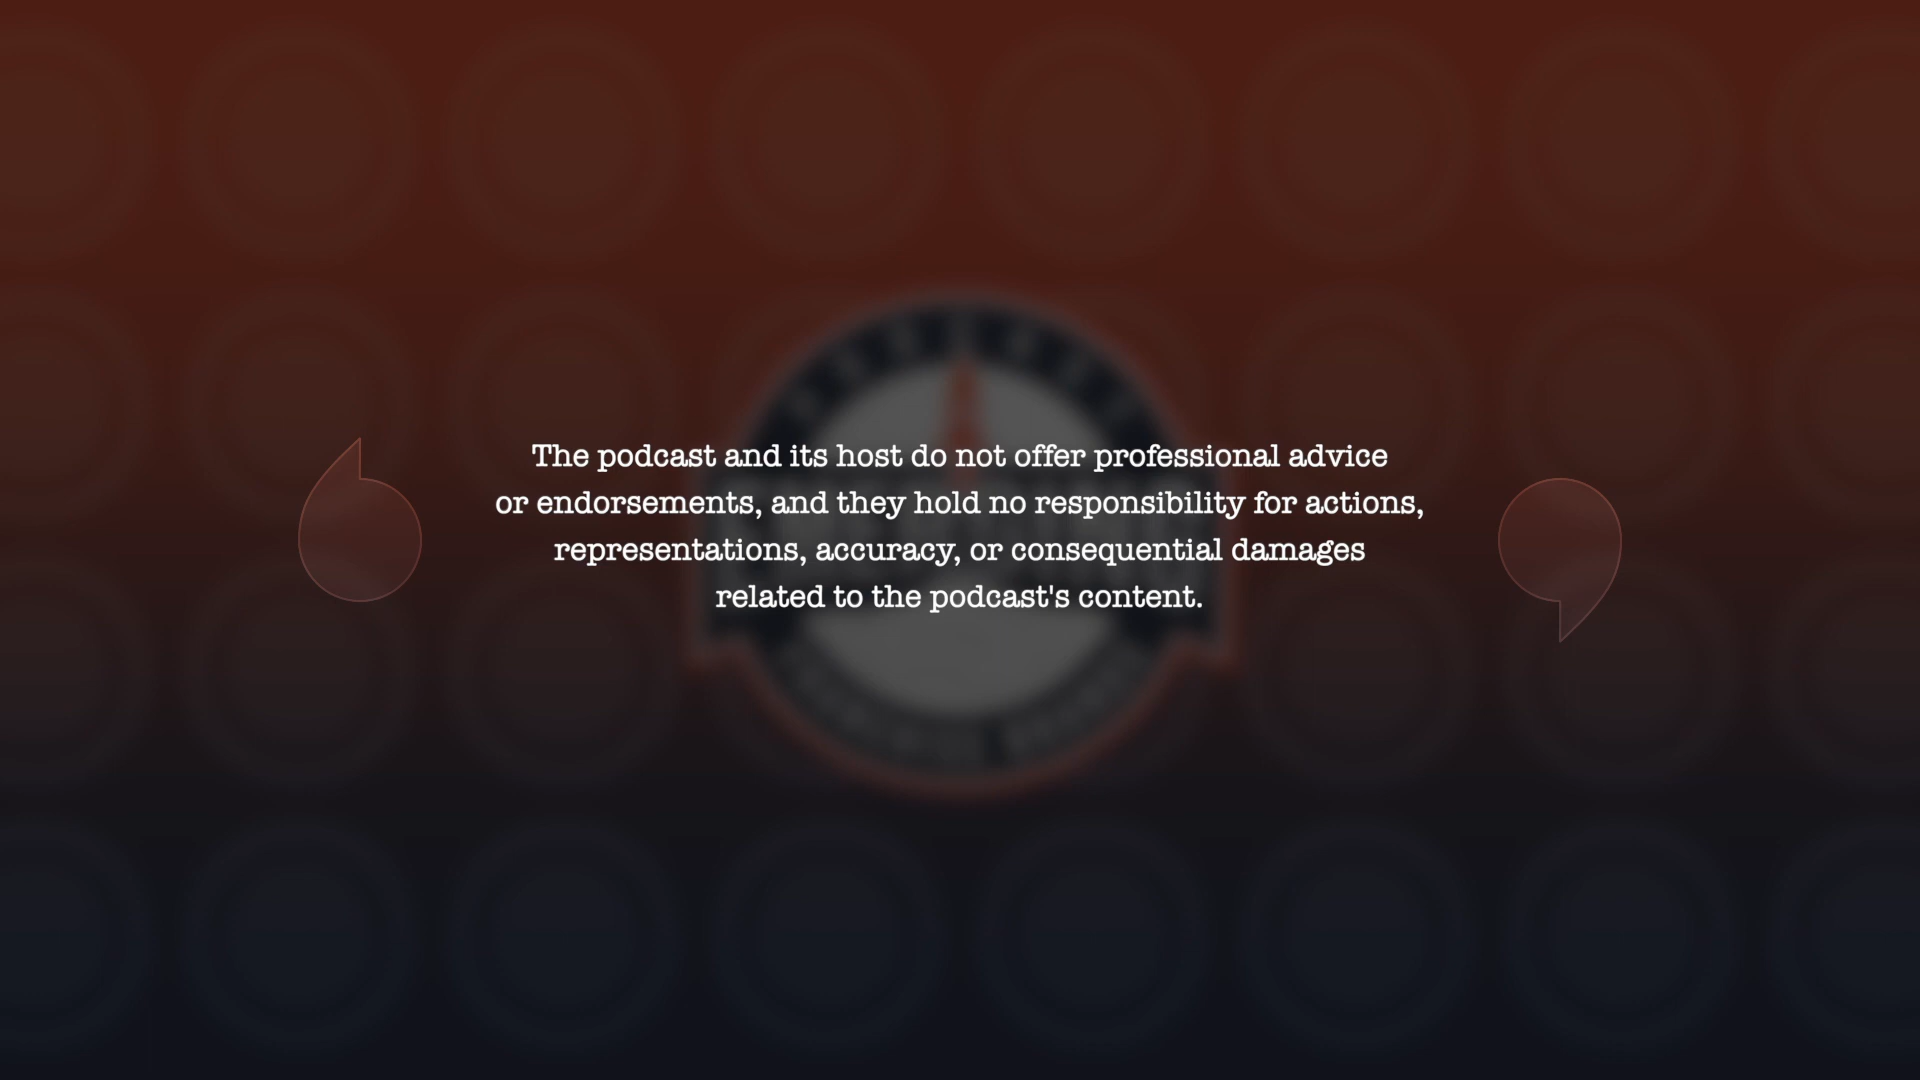 The podcast and its host do not offer professional advice
or endorsements, and they hold no responsibility for actions,
representations, accuracy, or consequential damages
related to the podcast's content.